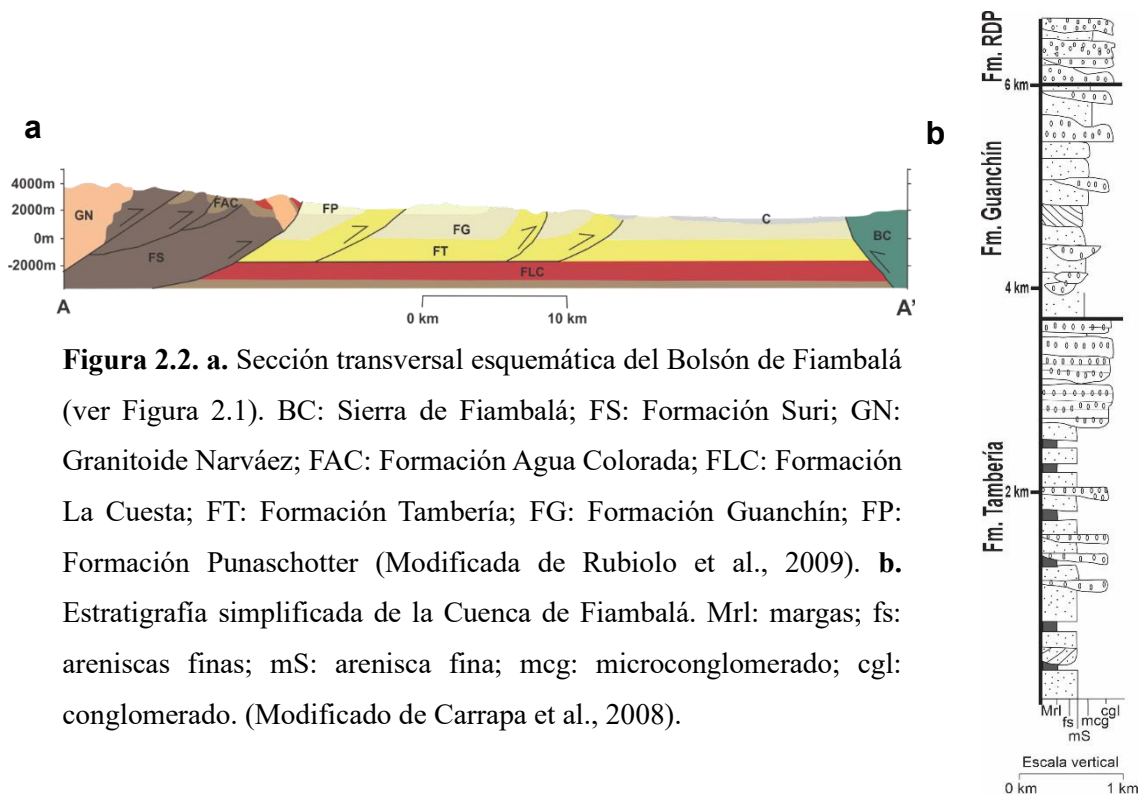 a
4000m
2000m
0m
-2000m
GN
FS
FAC
FP
FG
FT
FLC
C
BC
A
A'
0 km
10 km
Figura 2.2. a. Sección transversal esquemática del Bolsón de Fiambalá
(ver Figura 2.1). BC: Sierra de Fiambalá; FS: Formación Suri; GN:
Granitoide Narváez; FAC: Formación Agua Colorada; FLC: Formación
La Cuesta; FT: Formación Tambería; FG: Formación Guanchín; FP:
Formación Punaschotter (Modificada de Rubiolo et al., 2009). b.
Estratigrafía simplificada de la Cuenca de Fiambalá. Mrl: margas; fs:
areniscas finas; mS: arenisca fina; mcg: microconglomerado; cgl:
conglomerado. (Modificado de Carrapa et al., 2008).
b
Fm. RDP
6 km
Fm. Guanchín
4 km
Fm. Tambería
2 km
Mrl
fs
mS
mcg
cgl
Escala vertical
0 km
1 km